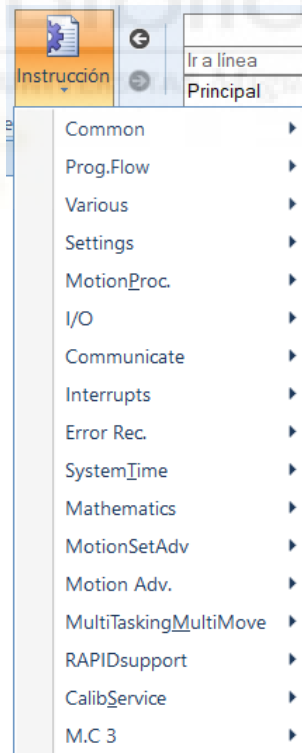 Instrucción
Ir a línea
Principal
Common
Prog.Flow
Various
Settings
MotionProc.
I/O
Communicate
Interrupts
Error Rec.
SystemTime
Mathematics
MotionSetAdv
Motion Adv.
MultiTaskingMultiMove
RAPIDsupport
CalibService
M.C 3